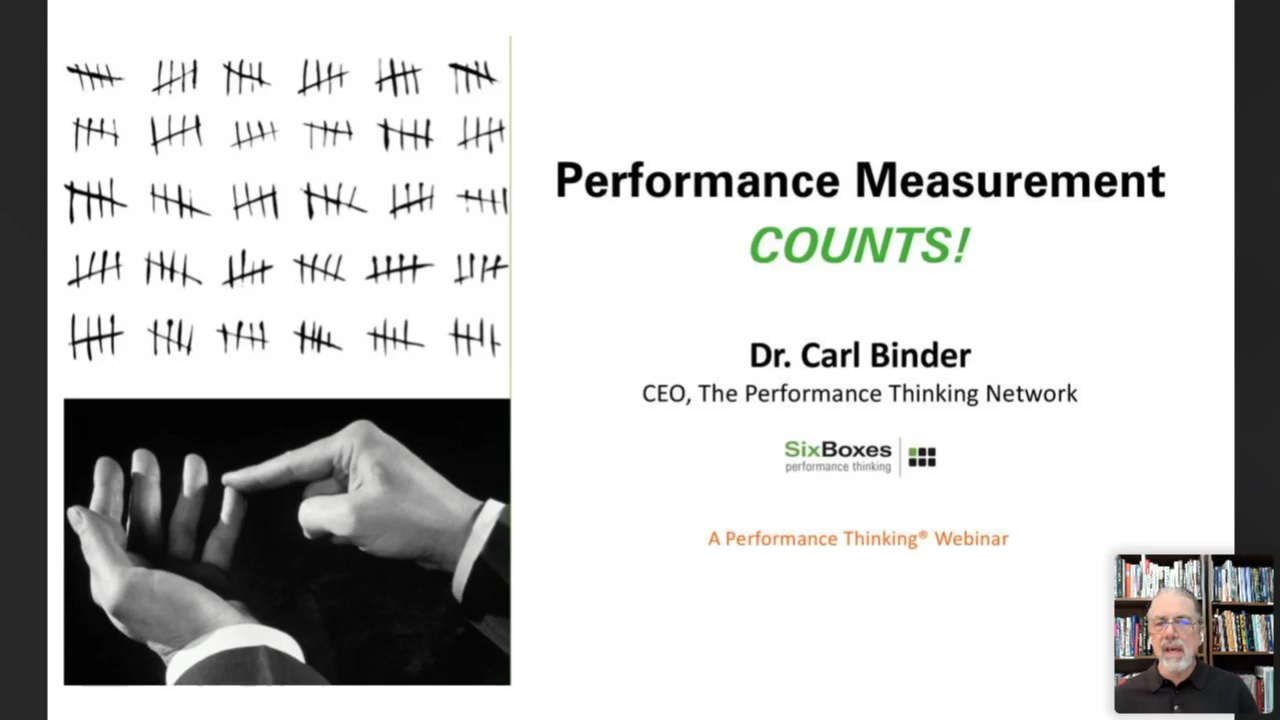 Performance Measurement
COUNTS!
Dr. Carl Binder
CEO, The Performance Thinking Network
SixBoxes
performance thinking
A Performance Thinking® Webinar